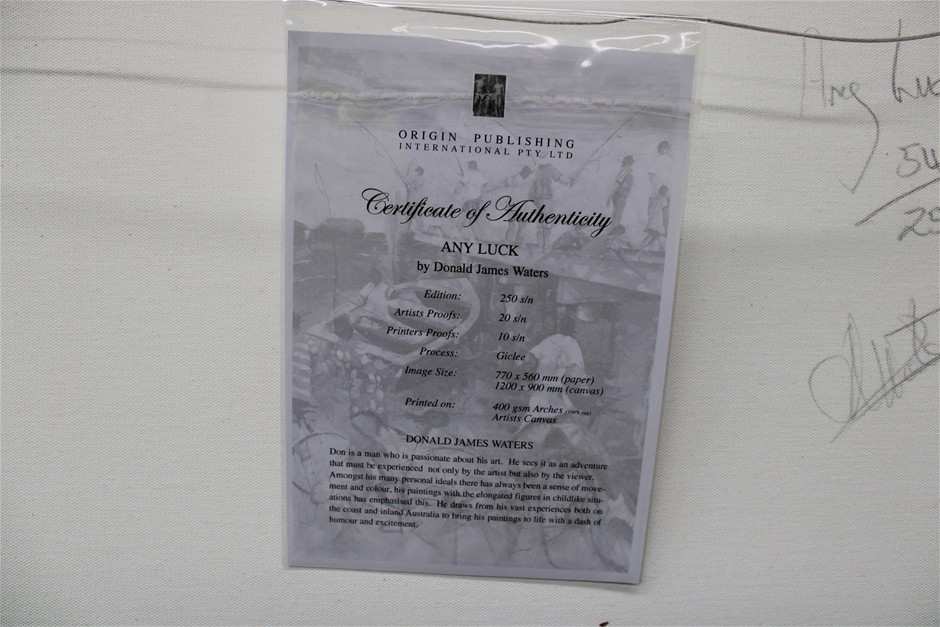 ORIGIN PUBLISHING
INTERNATIONAL PTY LTD
Certificate of Authenticity
ANY LUCK
by Donald James Waters
Edition: 250 s/n
Artists Proofs: 20 s/n
Printers Proofs: 10 s/n
Process: Giclee
Image Size: 770 x 560 mm (paper)
1200 x 900 mm (canvas)
Printed on: 400 gsm Arches (100% rag)
Artists Canvas
DONALD JAMES WATERS
Don is a man who is passionate about his art. He sees it as an adventure
that must be experienced not only by the artist but also by the viewer.
Amongst his many personal ideals there has always been a sense of move-
ment and colour, his paintings with the elongated figures in childlike situ-
ations has emphasised this. He draws from his vast experiences both on
the coast and inland Australia to bring his paintings to life with a dash of
humour and excitement.
Any Luc
54
25